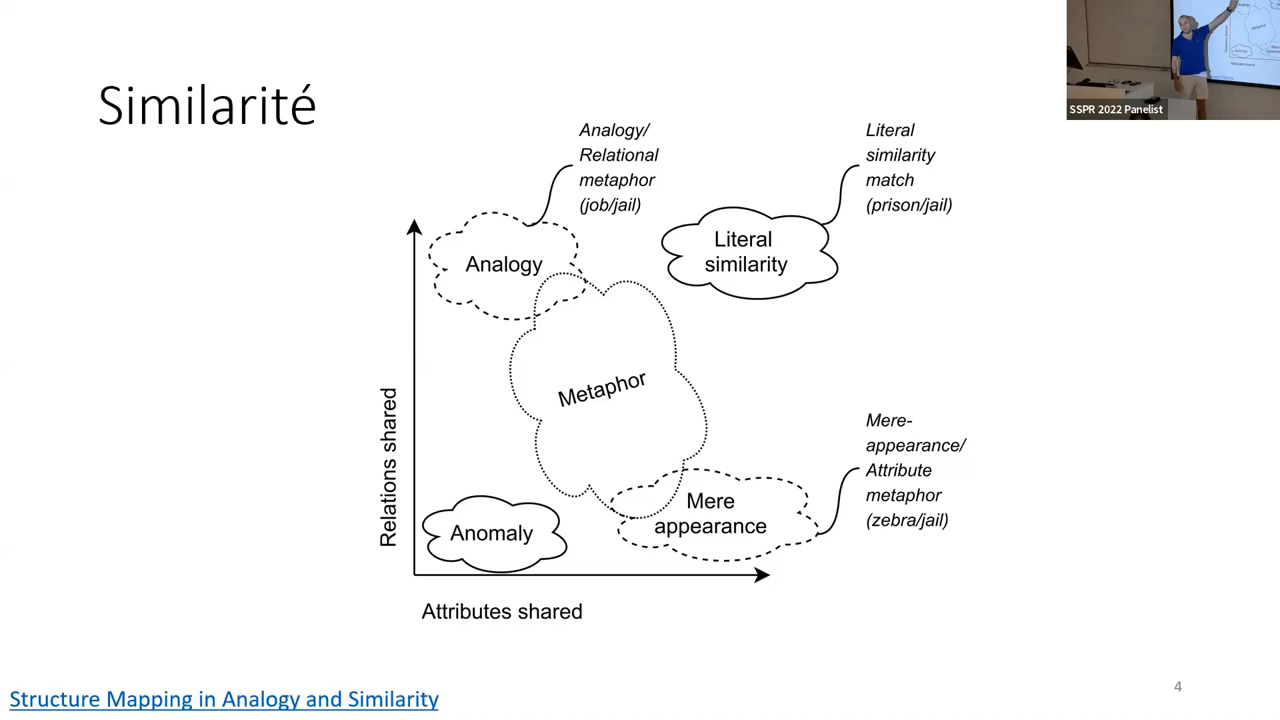 Similarité
SSPR 2022 Panelist
Analogy/
Relational
metaphor
(job/jail)
Literal
similarity
match
(prison/jail)
Analogy
Literal
similarity
Metaphor
Relations shared
Mere-
appearance/
Attribute
metaphor
(zebra/jail)
Mere
appearance
Anomaly
Attributes shared
Structure Mapping in Analogy and Similarity
4